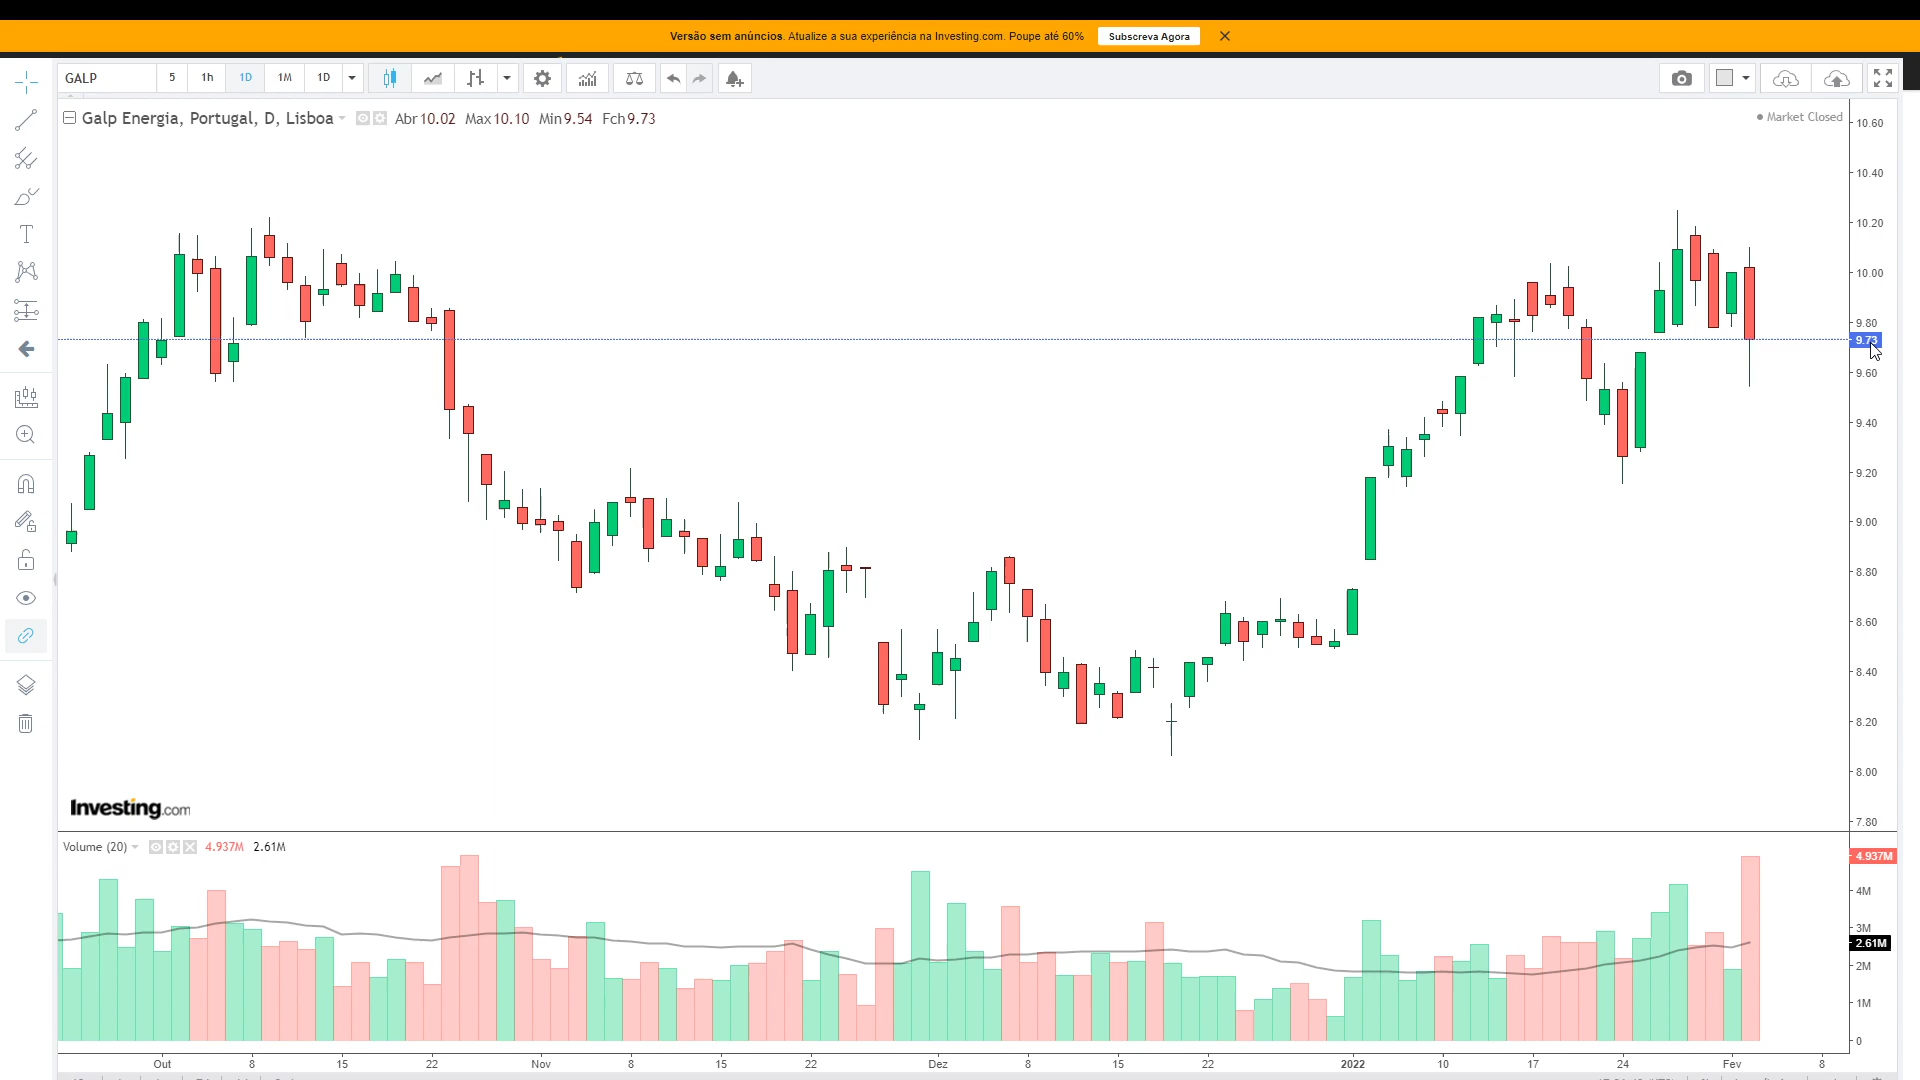 Versão sem anúncios. Atualize a sua experiência na Investing.com. Poupe até 60% Subscreva Agora
GALP 5 1h 1D 1M 1D
Galp Energia, Portugal, D, Lisboa Abr 10.02 Max 10.10 Min 9.54 Fch 9.73
Market Closed
10.60
10.40
10.20
10.00
9.80
9.73
9.60
9.40
9.20
9.00
8.80
8.60
8.40
8.20
8.00
7.80
Investing.com
Volume (20) 4.937M 2.61M
4.937M
4M
3M
2.61M
2M
1M
0
Out 8 15 22 Nov 8 15 22 Dez 8 15 22 2022 10 17 24 Fev 8